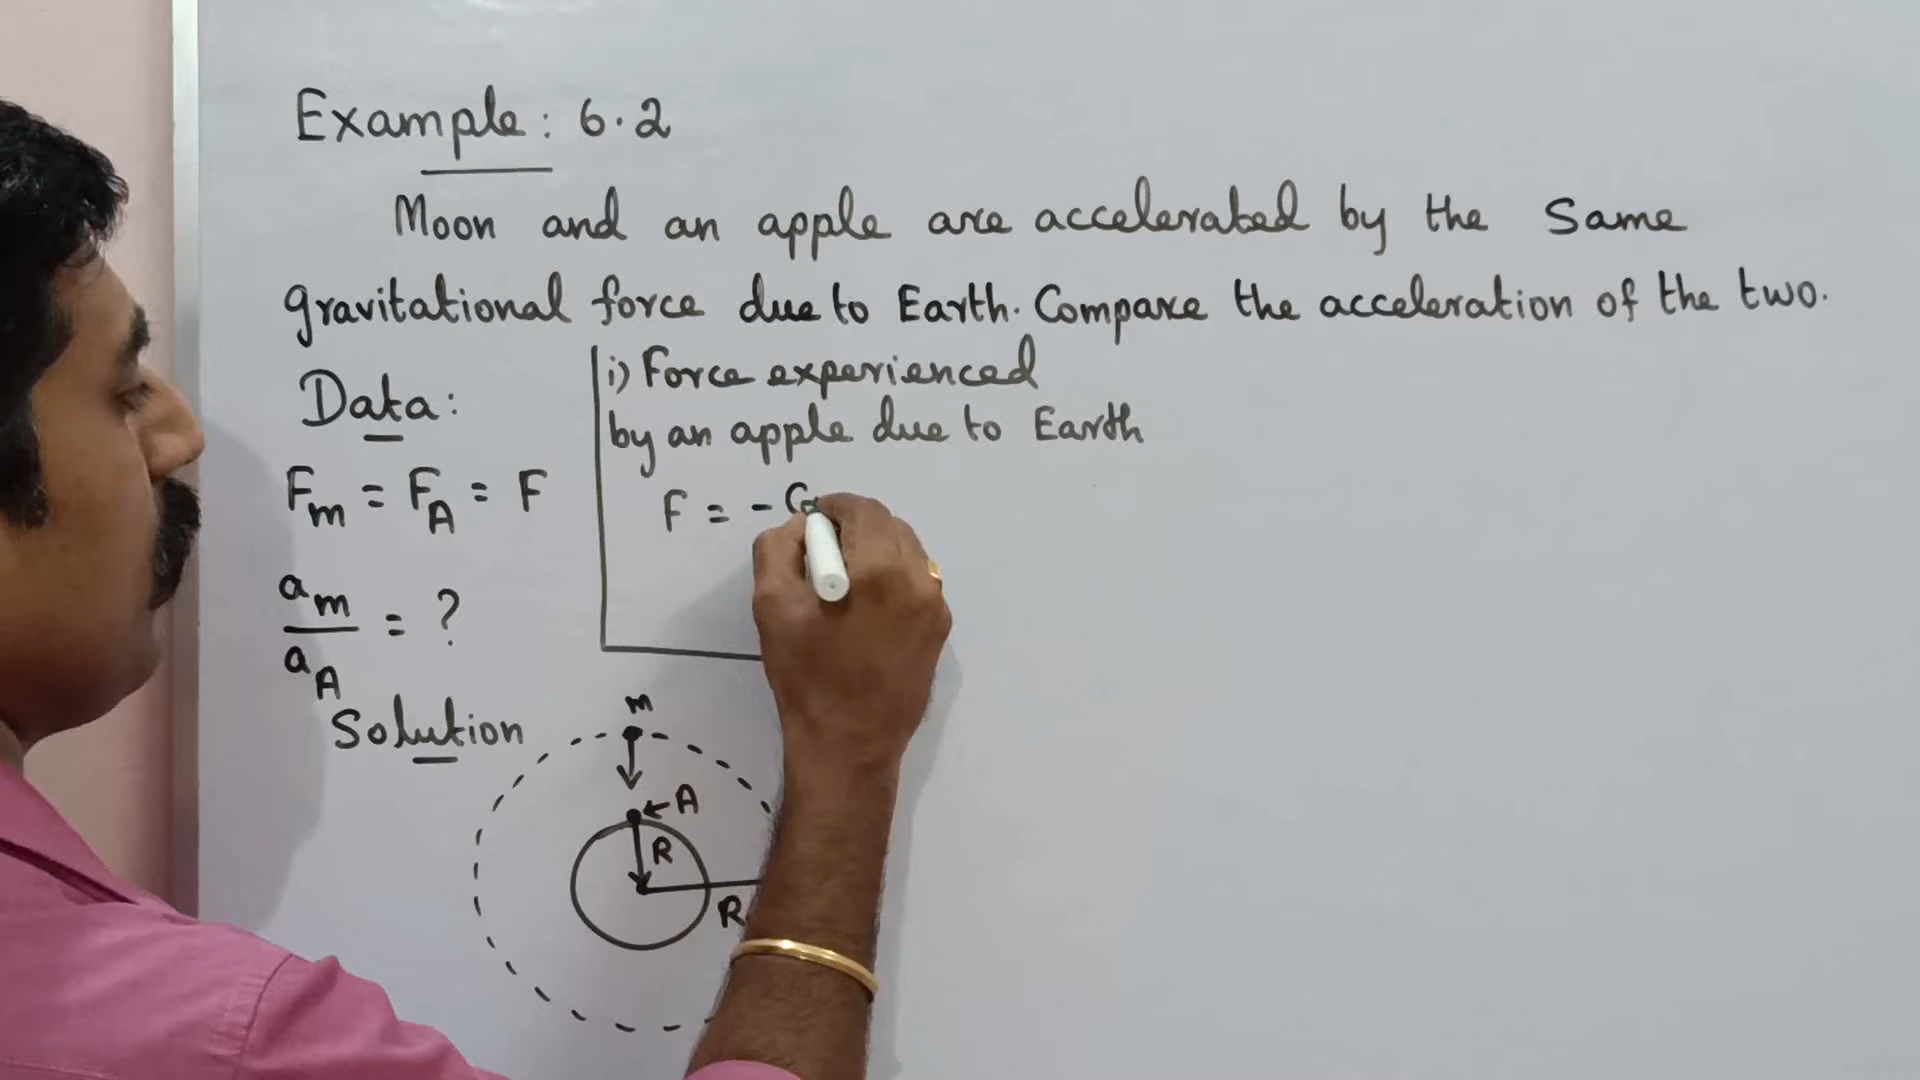 Example: 6.2
Moon and an apple are accelerated by the Same
gravitational force due to Earth. Compare the acceleration of the two.
Data:
Fm = FA = F
am/aA = ?
Solution
i) Force experienced
by an apple due to Earth
F = - G
m
A
R
R